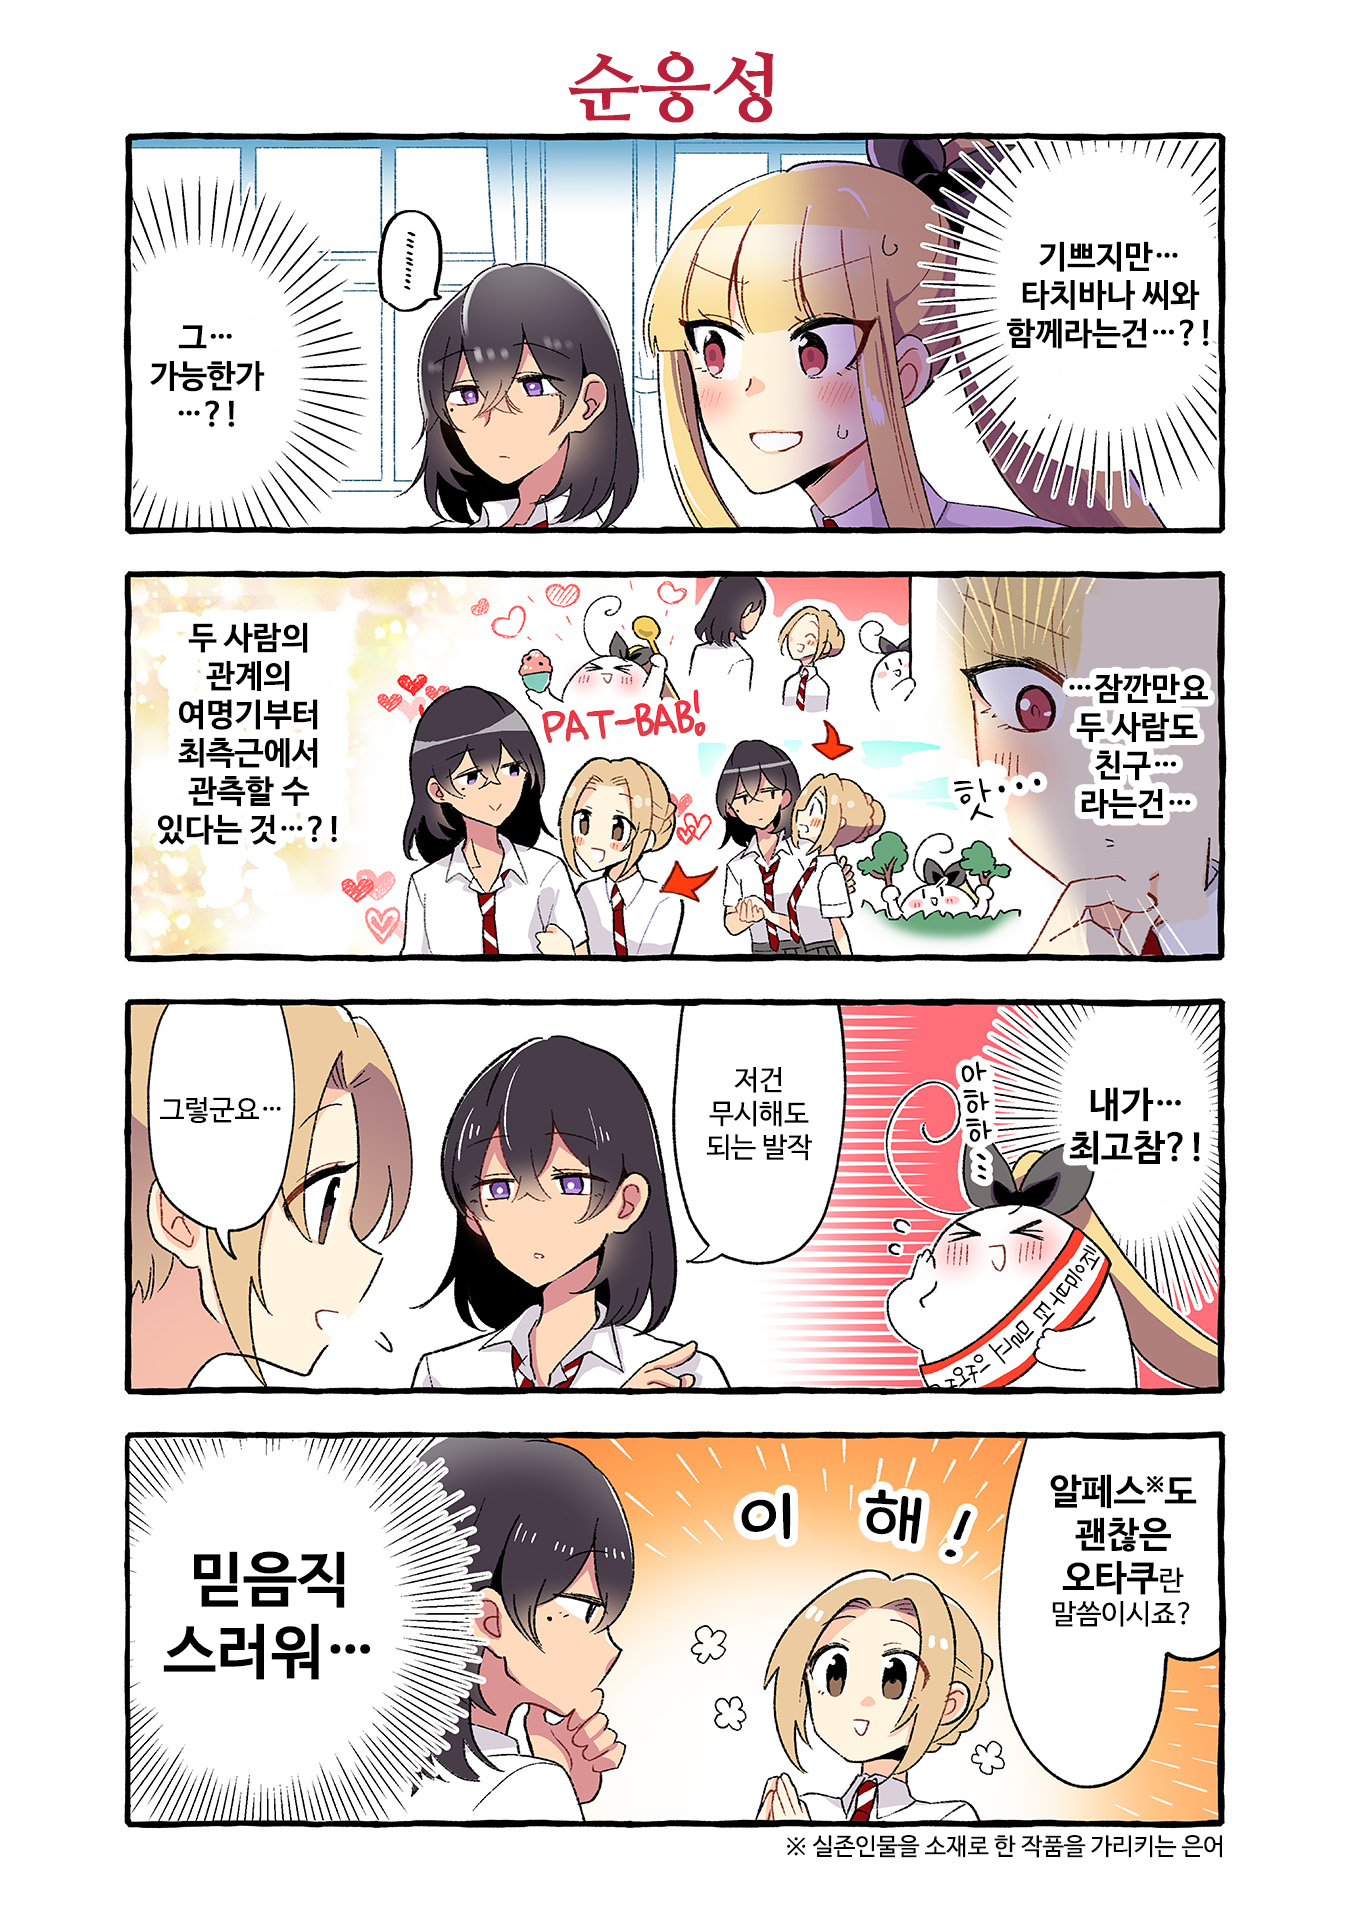 순응성
기쁘지만…
타치바나 씨와
함께라는건…?!
………
그…
가능한가
…?!
…잠깐만요
두 사람도
친구…
라는건…
핫…
PAT-BAB!
두 사람의
관계의
여명기부터
최측근에서
관측할 수
있다는 것…?!
내가…
최고참?!
아하하하…
저건
무시해도
되는 발작
그렇군요…
알페스※도
괜찮은
오타쿠란
말씀이시죠?
이 해!
믿음직
스러워…
※ 실존인물을 소재로 한 작품을 가리키는 은어